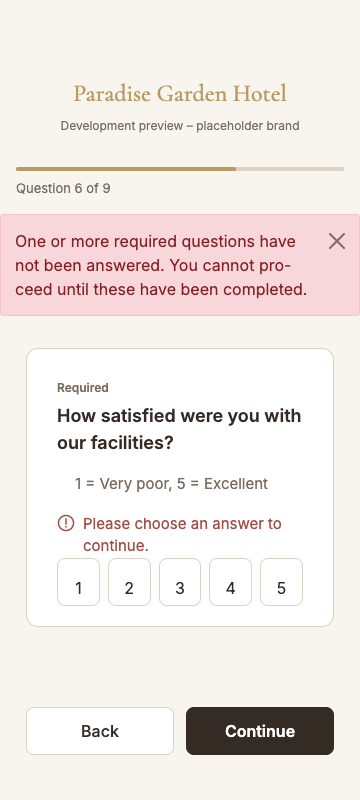 Paradise Garden Hotel
Development preview – placeholder brand
Question 6 of 9
One or more required questions have
not been answered. You cannot pro-
ceed until these have been completed.
Required
How satisfied were you with
our facilities?
1 = Very poor, 5 = Excellent
Please choose an answer to
continue.
1 2 3 4 5
Back Continue